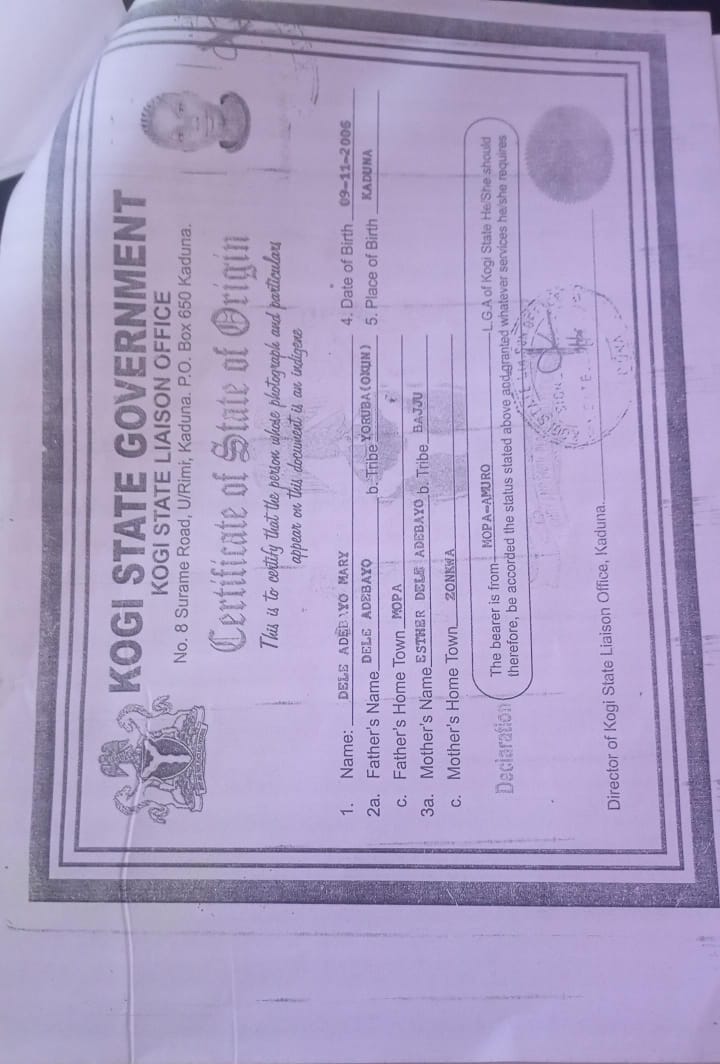 KOGI STATE GOVERNMENT
KOGI STATE LIAISON OFFICE
No. 8 Surame Road, U/Rimi, Kaduna. P.O. Box 650 Kaduna.
Certificate of State of Origin
This is to certify that the person whose photograph and particulars
appear on this document is an indigene
1. Name: DELE ADEBAYO MARY 4. Date of Birth 09-11-2006
2a. Father's Name DELE ADEBAYO b. Tribe YORUBA(OKUN) 5. Place of Birth KADUNA
c. Father's Home Town MOPA
3a. Mother's Name ESTHER DELE ADEBAYO b. Tribe BAJJU
c. Mother's Home Town ZONKWA
Declaration
The bearer is from MOPA-AMURO L.G.A of Kogi State He/She should
therefore, be accorded the status stated above and granted whatever services he/she requires
Director of Kogi State Liaison Office, Kaduna.